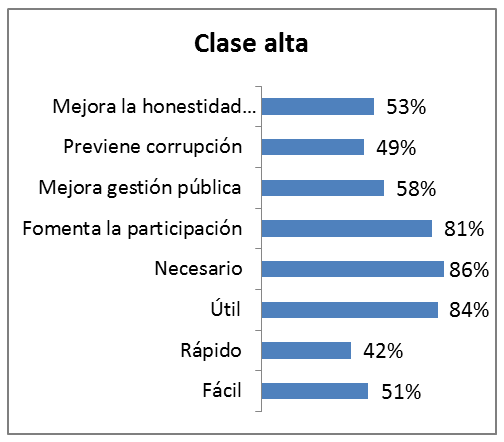 Clase alta
Mejora la honestidad... 53%
Previene corrupción 49%
Mejora gestión pública 58%
Fomenta la participación 81%
Necesario 86%
Útil 84%
Rápido 42%
Fácil 51%